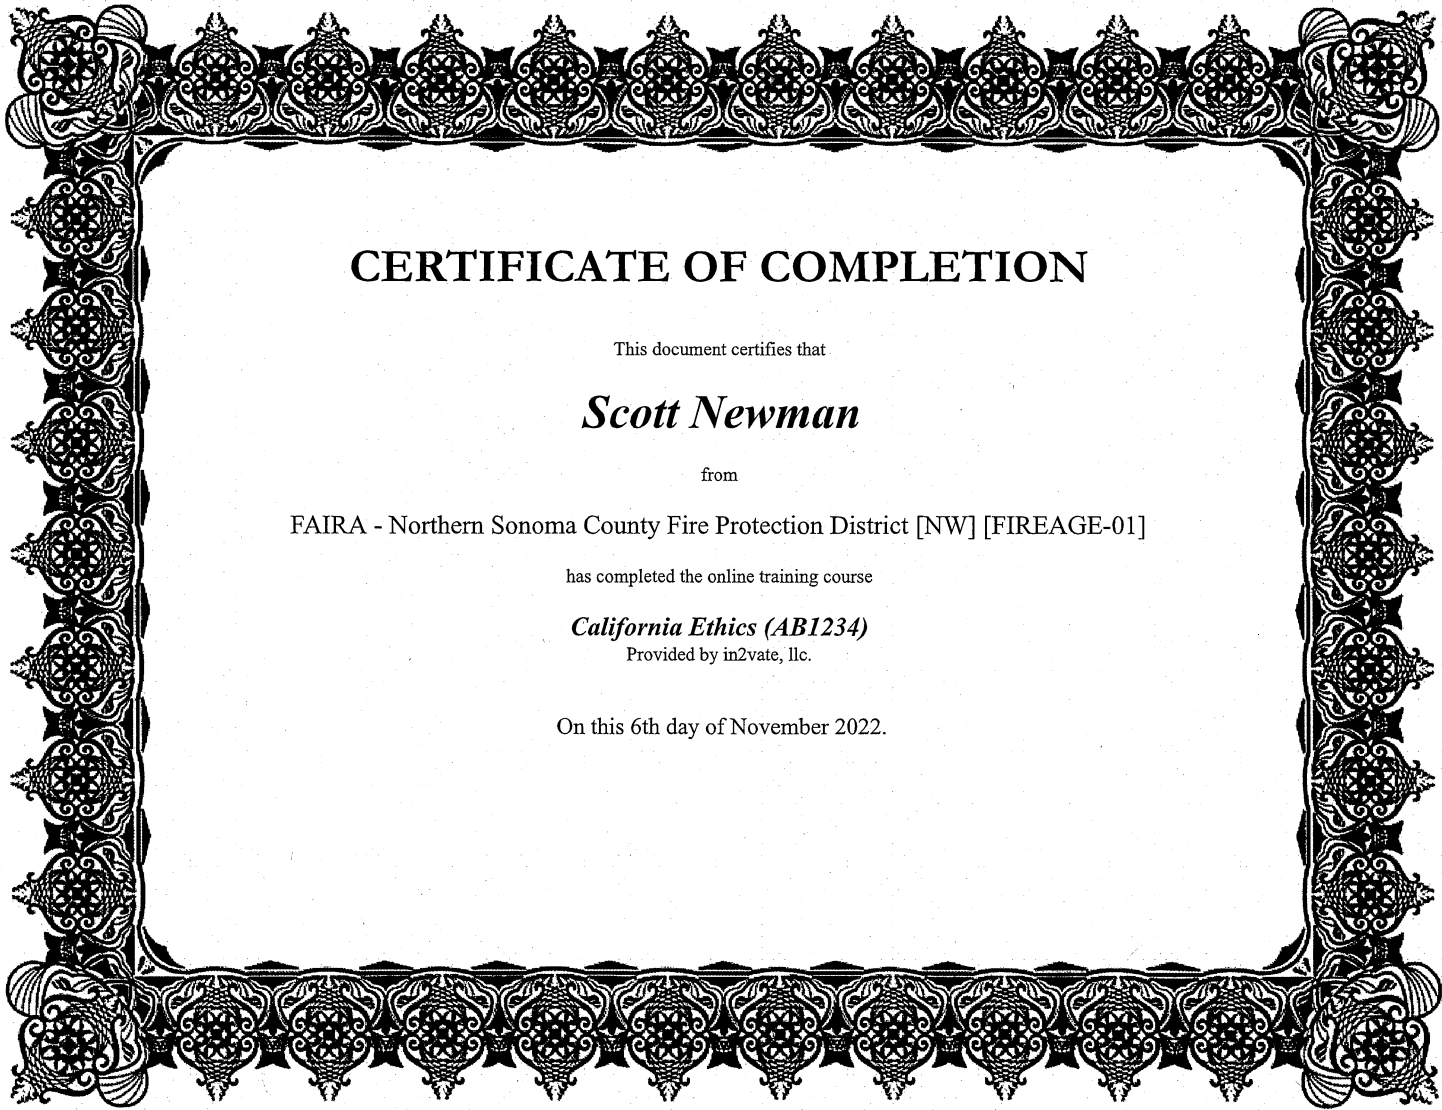 CERTIFICATE OF COMPLETION
This document certifies that
Scott Newman
from
FAIRA - Northern Sonoma County Fire Protection District [NW] [FIREAGE-01]
has completed the online training course
California Ethics (AB1234)
Provided by in2vate, llc.
On this 6th day of November 2022.